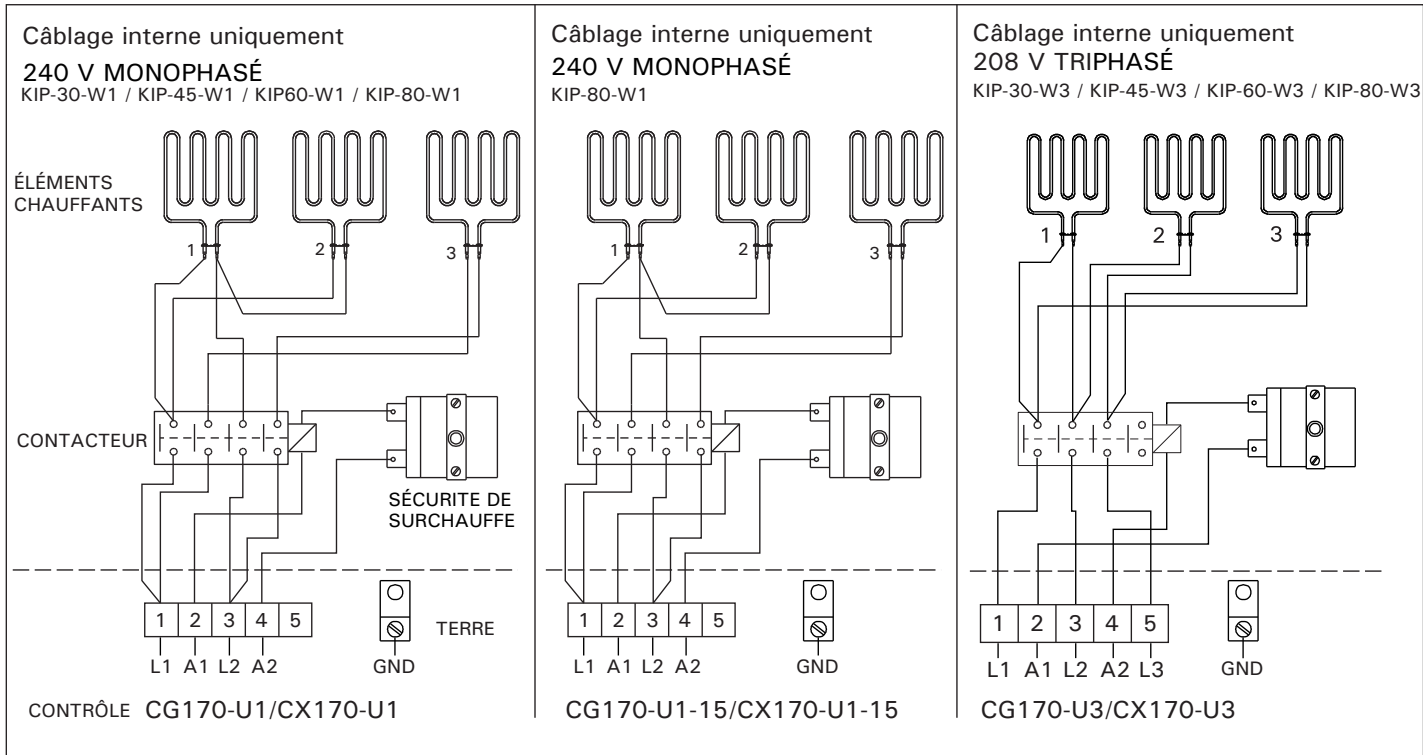 Câblage interne uniquement
240 V MONOPHASÉ
KIP-30-W1 / KIP-45-W1 / KIP60-W1 / KIP-80-W1
ÉLÉMENTS
CHAUFFANTS
1
2
3
CONTACTEUR
SÉCURITE DE
SURCHAUFFE
1 2 3 4 5
TERRE
L1 A1 L2 A2
GND
CONTRÔLE CG170-U1/CX170-U1
Câblage interne uniquement
240 V MONOPHASÉ
KIP-80-W1
1
2
3
1 2 3 4 5
L1 A1 L2 A2
GND
CG170-U1-15/CX170-U1-15
Câblage interne uniquement
208 V TRIPHASÉ
KIP-30-W3 / KIP-45-W3 / KIP-60-W3 / KIP-80-W3
1
2
3
1 2 3 4 5
L1 A1 L2 A2 L3
GND
CG170-U3/CX170-U3